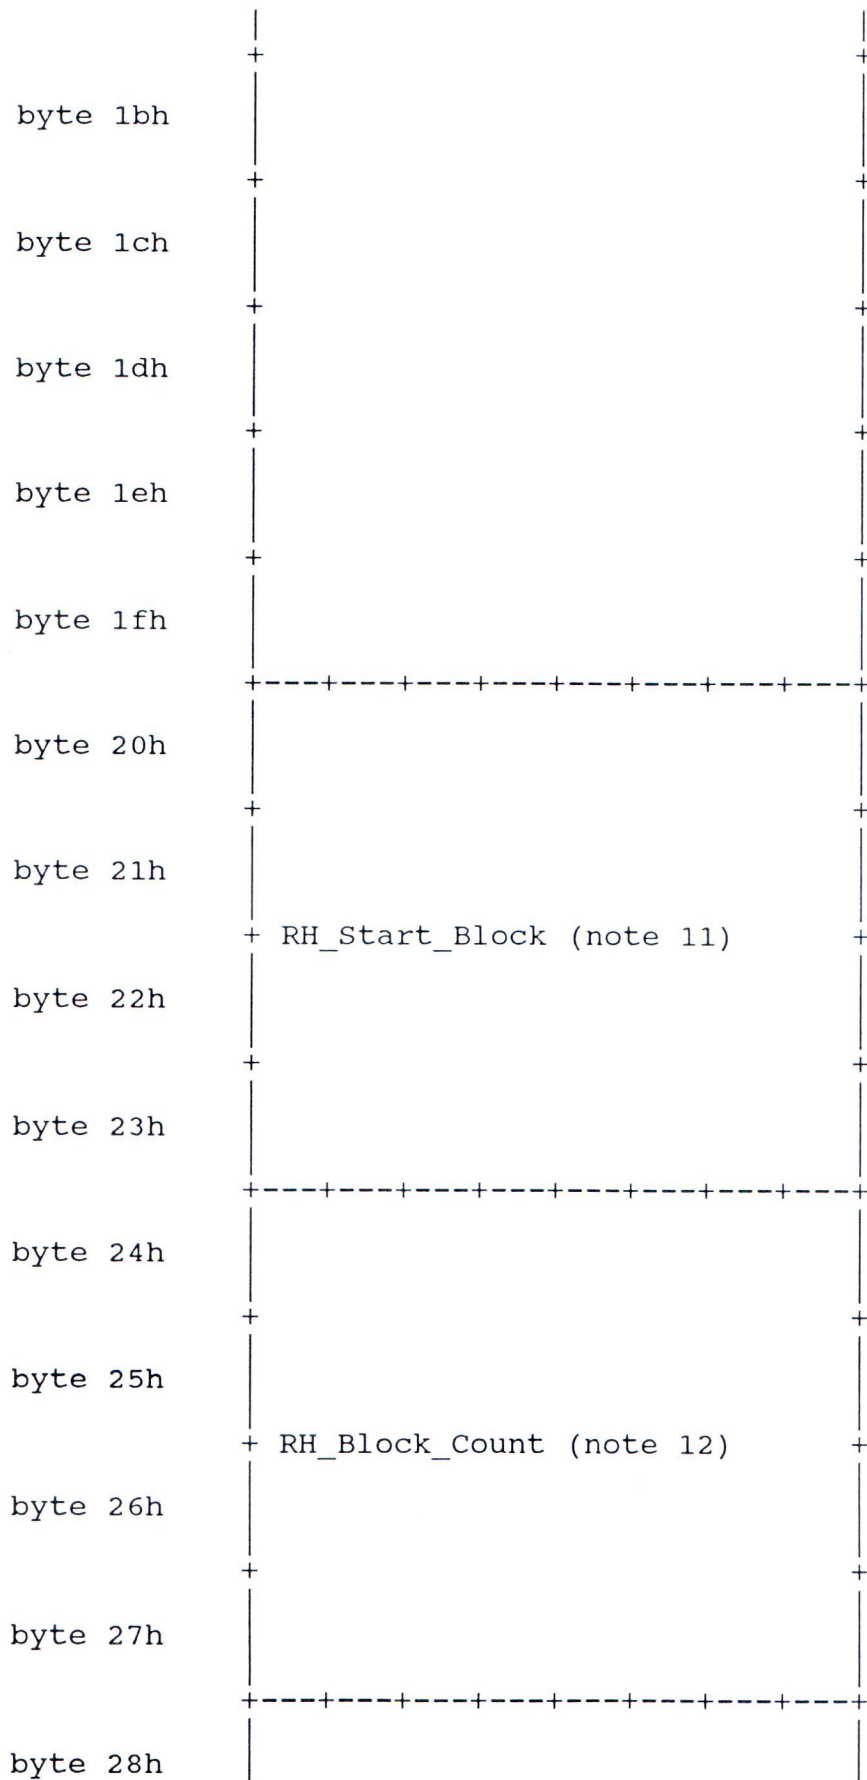 byte 1bh
byte 1ch
byte 1dh
byte 1eh
byte 1fh
+----+----+----+----+----+----+----+----+
byte 20h
byte 21h
+ RH_Start_Block (note 11) +
byte 22h
byte 23h
+----+----+----+----+----+----+----+----+
byte 24h
byte 25h
+ RH_Block_Count (note 12) +
byte 26h
byte 27h
+----+----+----+----+----+----+----+----+
byte 28h